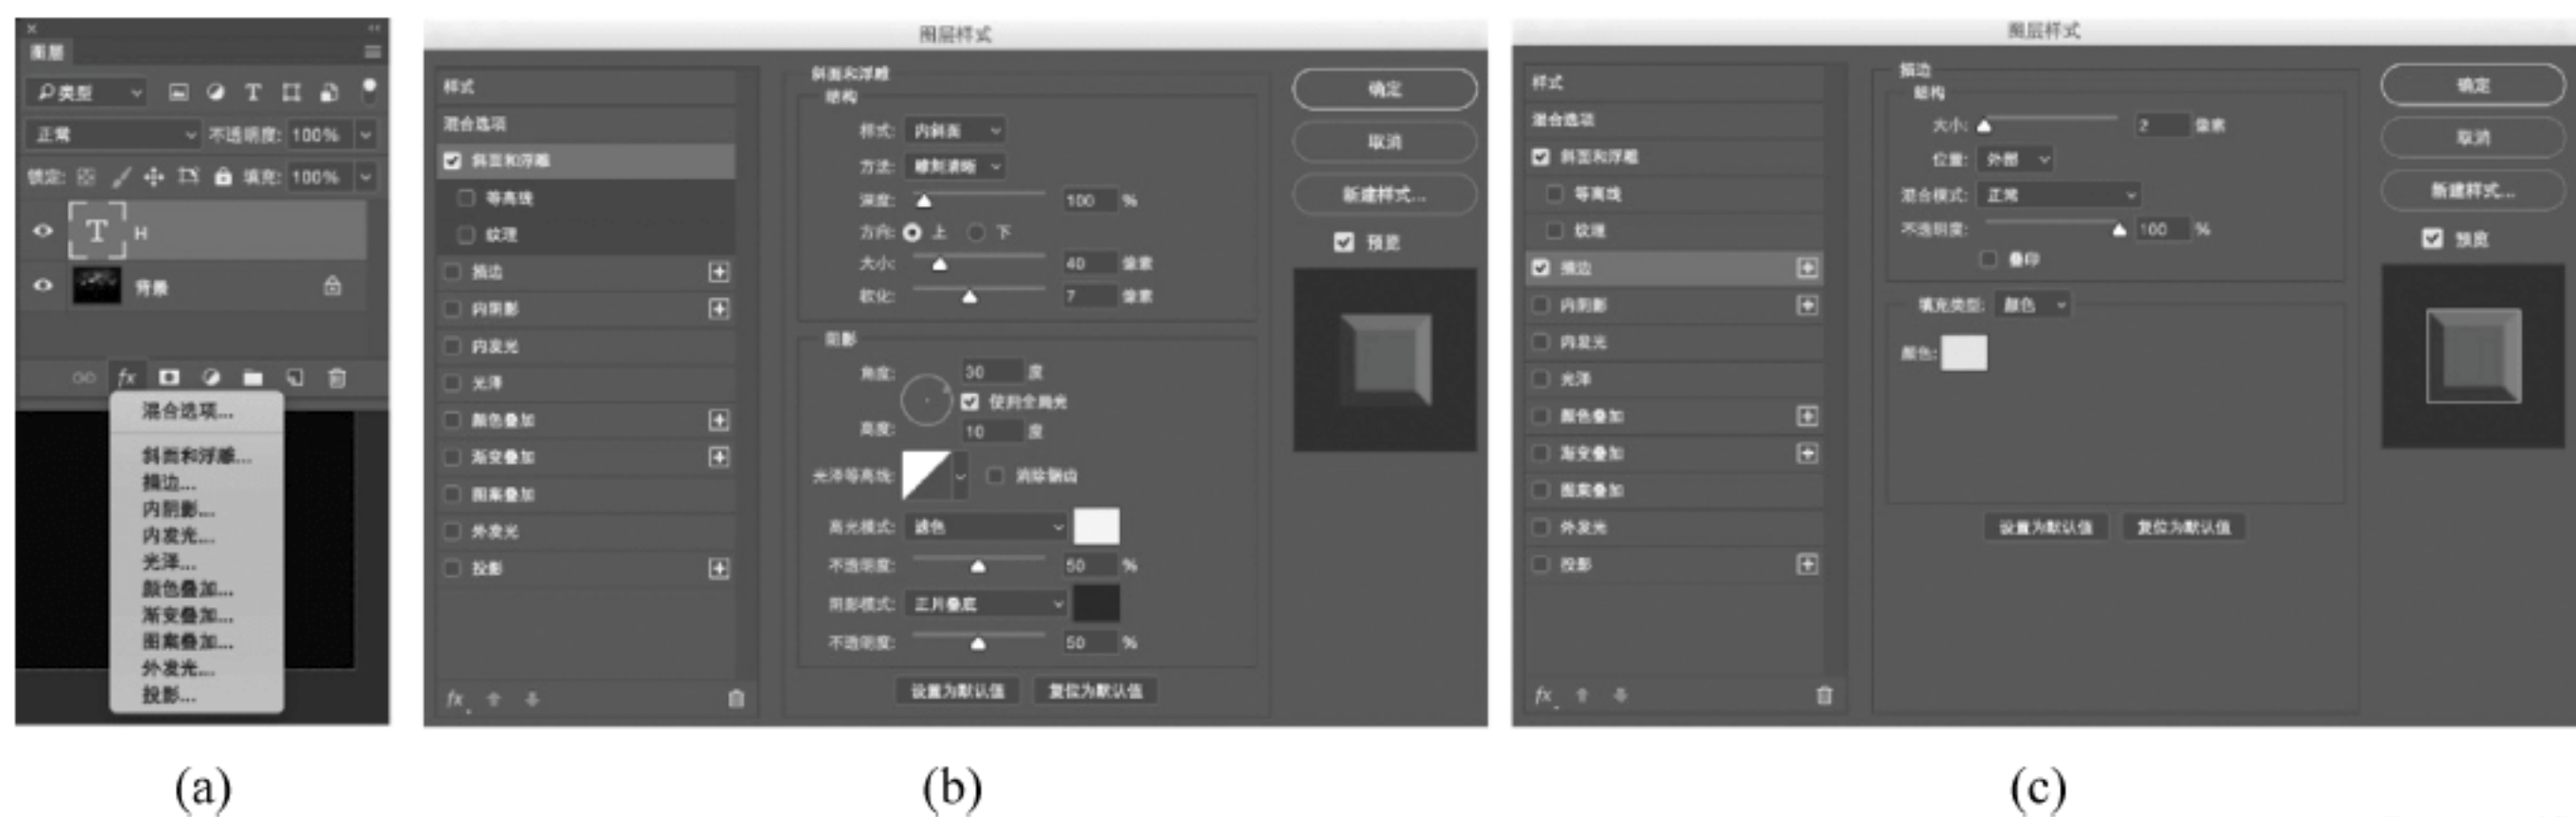 图层
类型
正常 不透明度: 100%
锁定: 填充: 100%
T H
背景
fx
混合选项...
斜面和浮雕...
描边...
内阴影...
内发光...
光泽...
颜色叠加...
渐变叠加...
图案叠加...
外发光...
投影...
(a)
图层样式
样式
混合选项
斜面和浮雕
等高线
纹理
描边
内阴影
内发光
光泽
颜色叠加
渐变叠加
图案叠加
外发光
投影
fx
斜面和浮雕
结构
样式: 内斜面
方法: 雕刻清晰
深度: 100 %
方向: 上 下
大小: 40 像素
软化: 7 像素
阴影
角度: 30 度
使用全局光
高度: 10 度
光泽等高线: 消除锯齿
高光模式: 滤色
不透明度: 50 %
阴影模式: 正片叠底
不透明度: 50 %
设置为默认值 复位为默认值
确定
取消
新建样式...
预览
(b)
图层样式
样式
混合选项
斜面和浮雕
等高线
纹理
描边
内阴影
内发光
光泽
颜色叠加
渐变叠加
图案叠加
外发光
投影
fx
描边
结构
大小: 2 像素
位置: 外部
混合模式: 正常
不透明度: 100 %
叠印
填充类型: 颜色
颜色:
设置为默认值 复位为默认值
确定
取消
新建样式...
预览
(c)